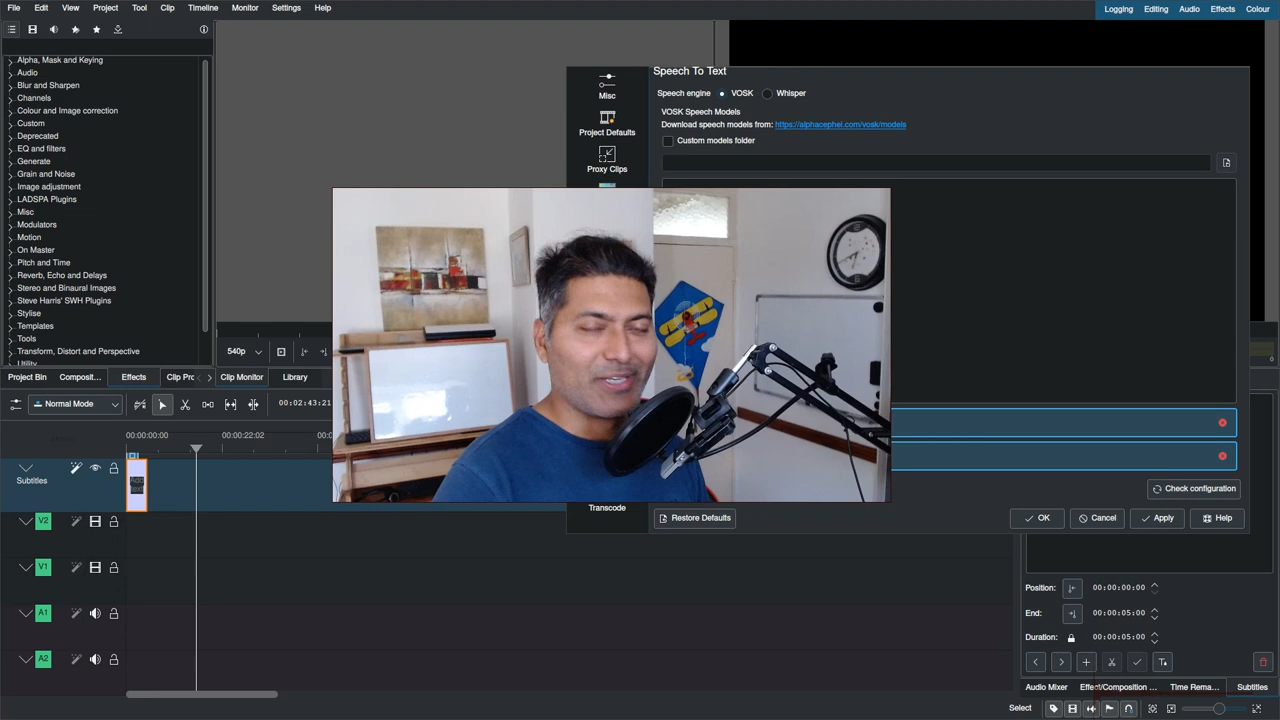 File Edit View Project Tool Clip Timeline Monitor Settings Help
Logging Editing Audio Effects Colour
Alpha, Mask and Keying
Audio
Blur and Sharpen
Channels
Colour and Image correction
Custom
Deprecated
EQ and filters
Generate
Grain and Noise
Image adjustment
LADSPA Plugins
Misc
Modulators
Motion
On Master
Pitch and Time
Reverb, Echo and Delays
Stereo and Binaural Images
Steve Harris' SWH Plugins
Stylise
Templates
Tools
Transform, Distort and Perspective
Utility
Project Bin Composit... Effects Clip Pro Clip Monitor Library
540p
Speech To Text
Misc
Project Defaults
Proxy Clips
Transcode
Speech engine VOSK Whisper
VOSK Speech Models
Download speech models from: https://alphacephei.com/vosk/models
Custom models folder
Check configuration
Restore Defaults OK Cancel Apply Help
0
Normal Mode 00:02:43:21
00:00:00:00 00:00:22:02 00:0
Subtitles
V2
V1
A1
A2
Position: 00:00:00:00
End: 00:00:05:00
Duration: 00:00:05:00
Audio Mixer Effect/Composition ... Time Rema... Subtitles
Select